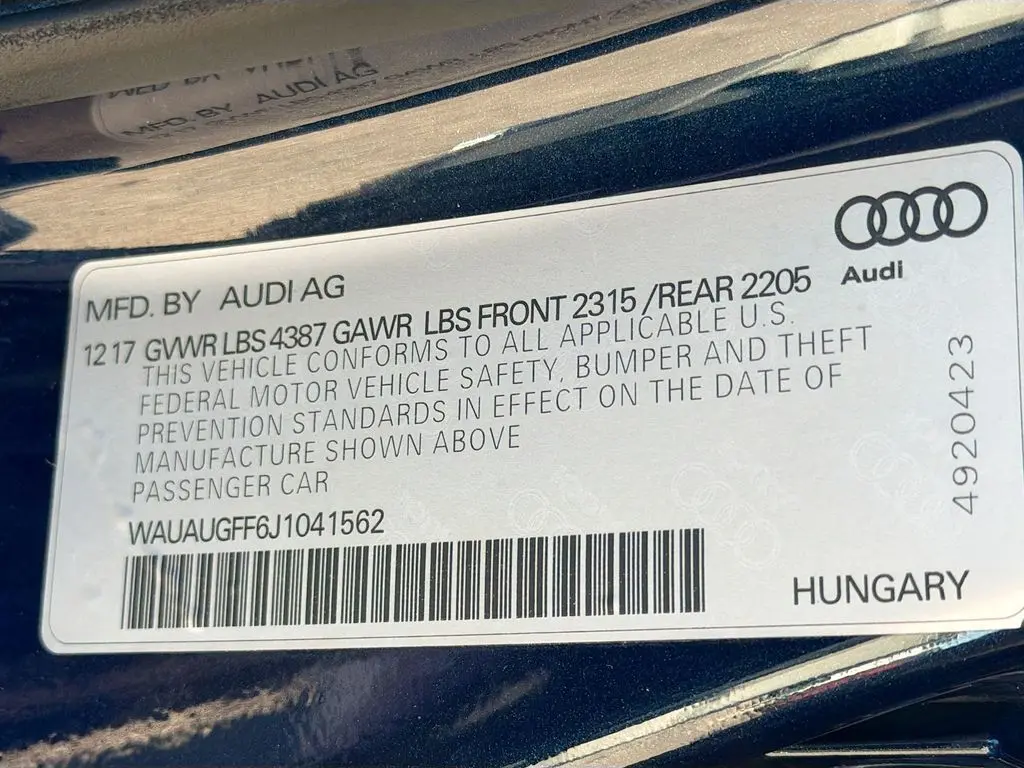 MFD. BY AUDI AG
Audi
12 17 GVWR LBS 4387 GAWR LBS FRONT 2315 /REAR 2205
THIS VEHICLE CONFORMS TO ALL APPLICABLE U.S.
FEDERAL MOTOR VEHICLE SAFETY, BUMPER AND THEFT
PREVENTION STANDARDS IN EFFECT ON THE DATE OF
MANUFACTURE SHOWN ABOVE
PASSENGER CAR
WAUAUGFF6J1041562
HUNGARY
4920423
MFD. BY AUDI AG